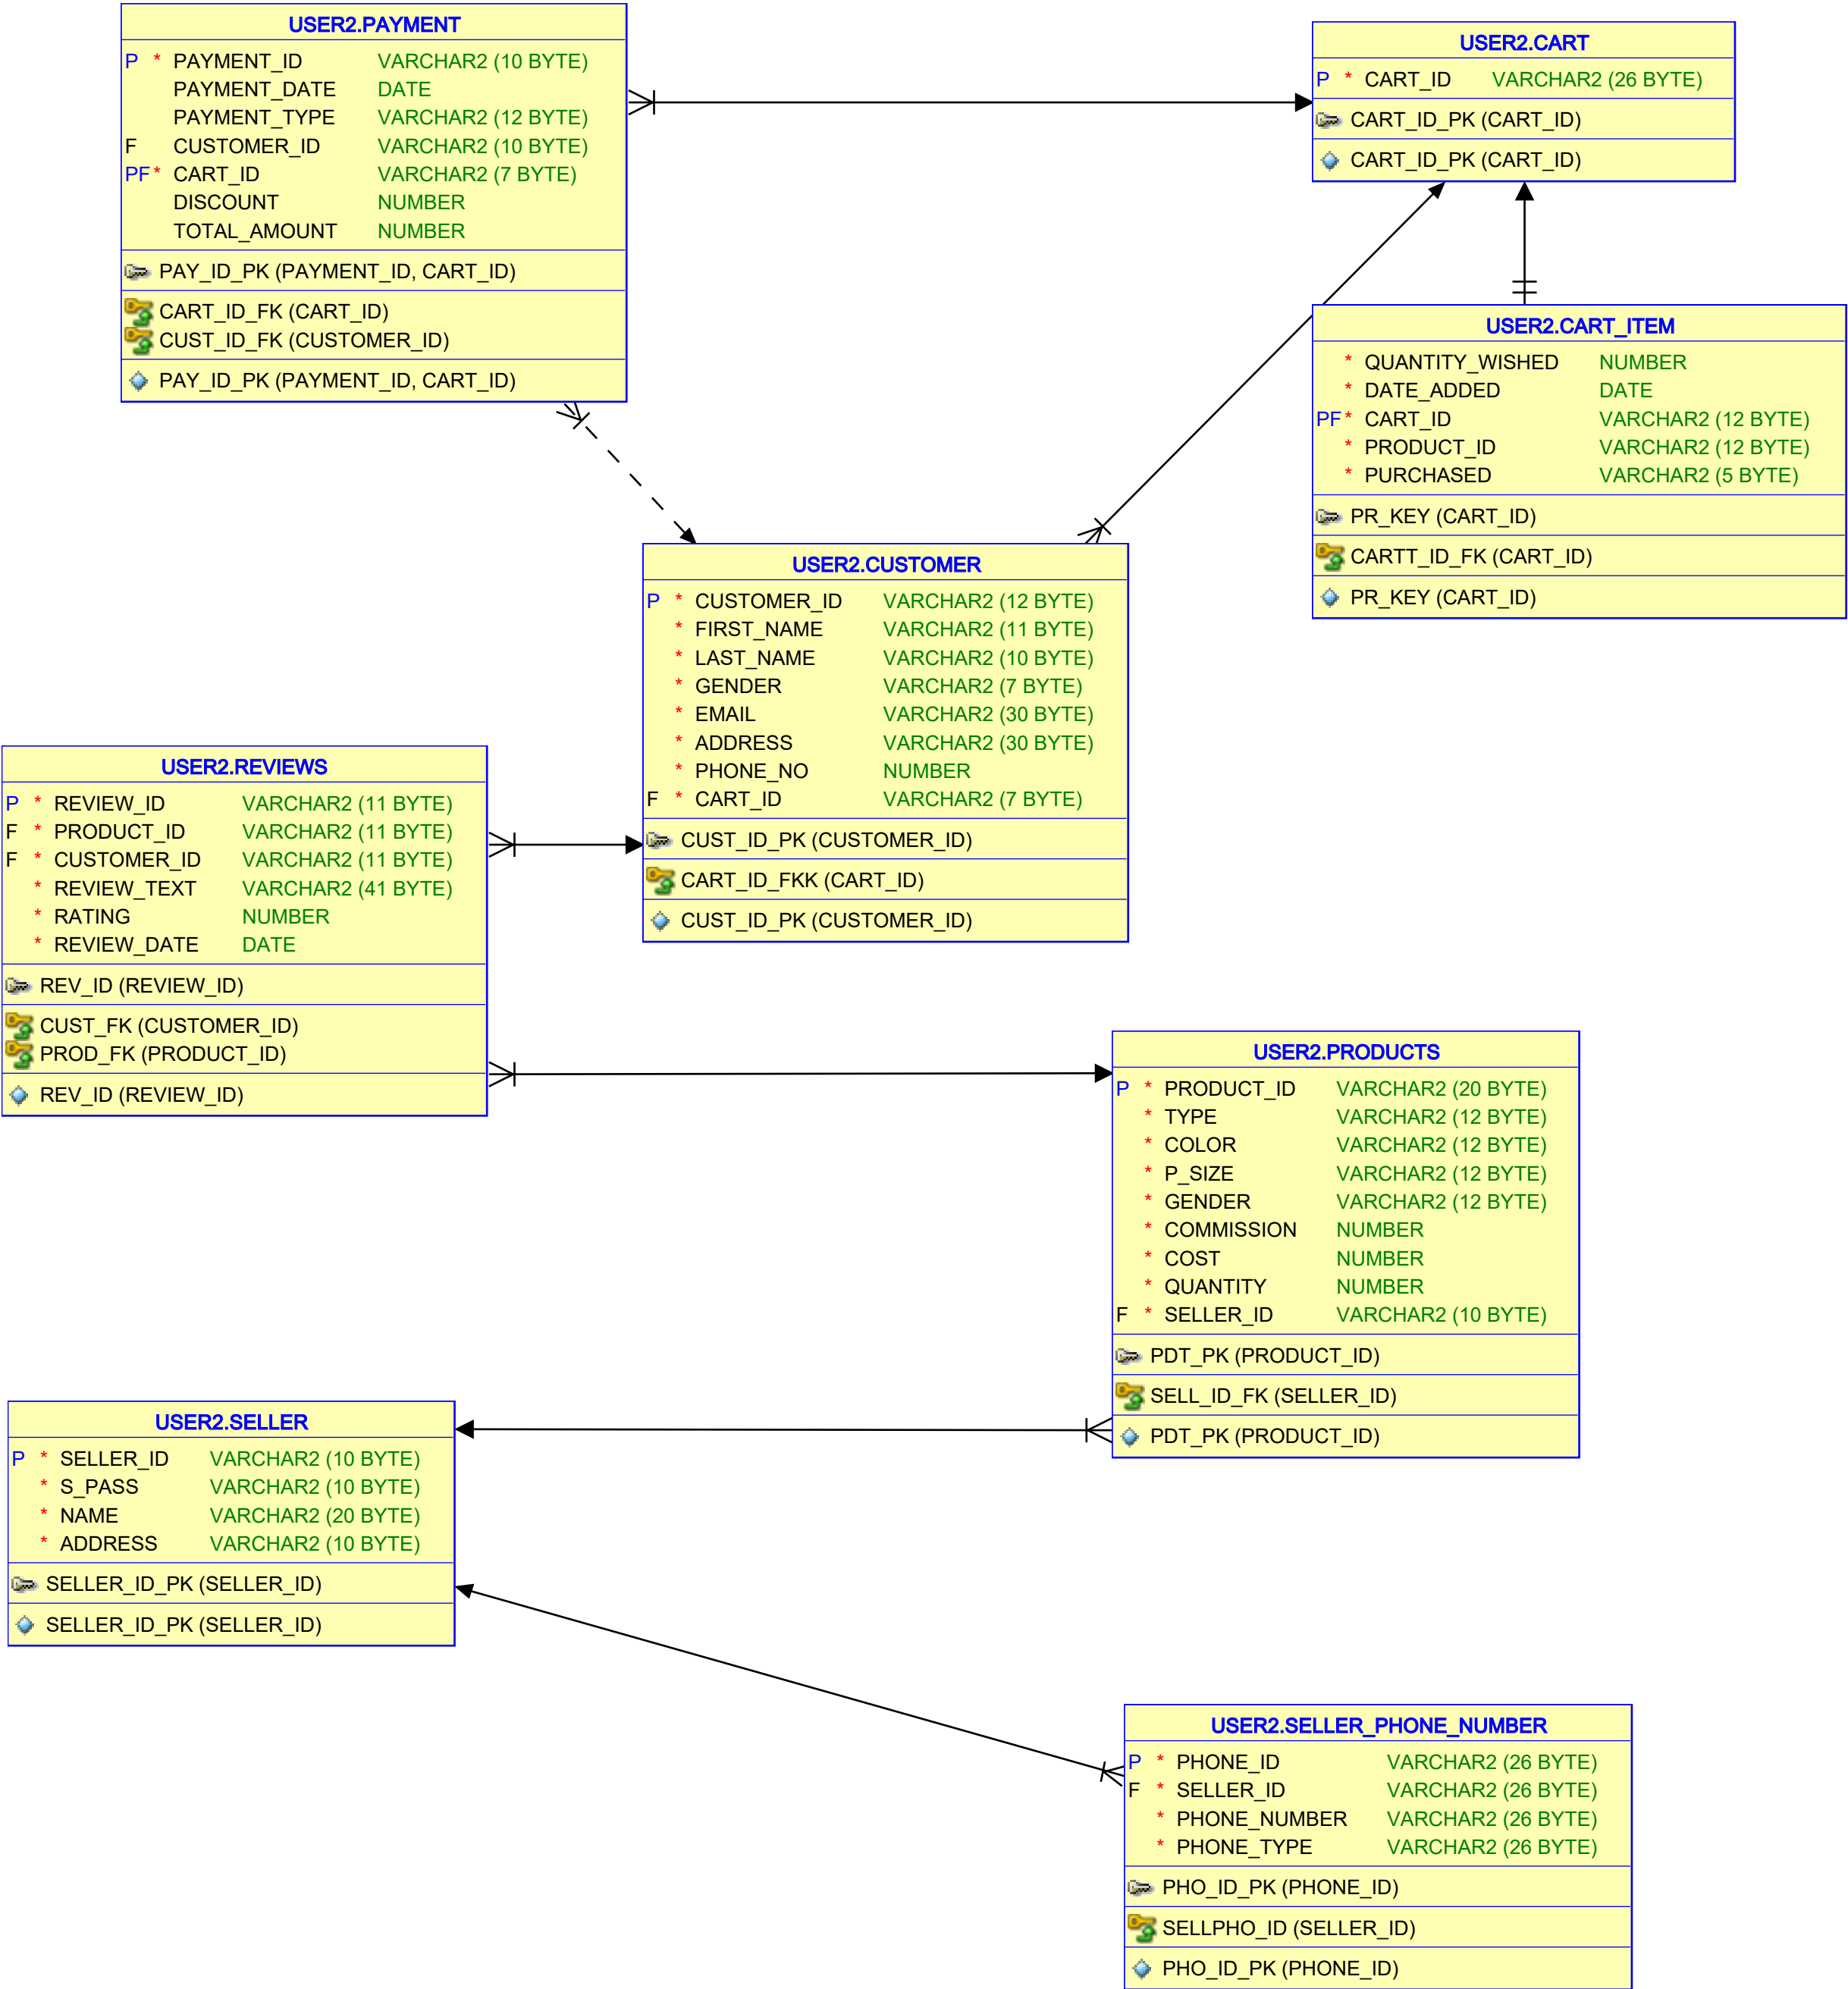 USER2.PAYMENT
P * PAYMENT_ID VARCHAR2 (10 BYTE)
PAYMENT_DATE DATE
PAYMENT_TYPE VARCHAR2 (12 BYTE)
F CUSTOMER_ID VARCHAR2 (10 BYTE)
PF* CART_ID VARCHAR2 (7 BYTE)
DISCOUNT NUMBER
TOTAL_AMOUNT NUMBER
PAY_ID_PK (PAYMENT_ID, CART_ID)
CART_ID_FK (CART_ID)
CUST_ID_FK (CUSTOMER_ID)
PAY_ID_PK (PAYMENT_ID, CART_ID)
USER2.CART
P * CART_ID VARCHAR2 (26 BYTE)
CART_ID_PK (CART_ID)
CART_ID_PK (CART_ID)
USER2.CART_ITEM
* QUANTITY_WISHED NUMBER
* DATE_ADDED DATE
PF* CART_ID VARCHAR2 (12 BYTE)
* PRODUCT_ID VARCHAR2 (12 BYTE)
* PURCHASED VARCHAR2 (5 BYTE)
PR_KEY (CART_ID)
CARTT_ID_FK (CART_ID)
PR_KEY (CART_ID)
USER2.CUSTOMER
P * CUSTOMER_ID VARCHAR2 (12 BYTE)
* FIRST_NAME VARCHAR2 (11 BYTE)
* LAST_NAME VARCHAR2 (10 BYTE)
* GENDER VARCHAR2 (7 BYTE)
* EMAIL VARCHAR2 (30 BYTE)
* ADDRESS VARCHAR2 (30 BYTE)
* PHONE_NO NUMBER
F * CART_ID VARCHAR2 (7 BYTE)
CUST_ID_PK (CUSTOMER_ID)
CART_ID_FKK (CART_ID)
CUST_ID_PK (CUSTOMER_ID)
USER2.REVIEWS
P * REVIEW_ID VARCHAR2 (11 BYTE)
F * PRODUCT_ID VARCHAR2 (11 BYTE)
F * CUSTOMER_ID VARCHAR2 (11 BYTE)
* REVIEW_TEXT VARCHAR2 (41 BYTE)
* RATING NUMBER
* REVIEW_DATE DATE
REV_ID (REVIEW_ID)
CUST_FK (CUSTOMER_ID)
PROD_FK (PRODUCT_ID)
REV_ID (REVIEW_ID)
USER2.PRODUCTS
P * PRODUCT_ID VARCHAR2 (20 BYTE)
* TYPE VARCHAR2 (12 BYTE)
* COLOR VARCHAR2 (12 BYTE)
* P_SIZE VARCHAR2 (12 BYTE)
* GENDER VARCHAR2 (12 BYTE)
* COMMISSION NUMBER
* COST NUMBER
* QUANTITY NUMBER
F * SELLER_ID VARCHAR2 (10 BYTE)
PDT_PK (PRODUCT_ID)
SELL_ID_FK (SELLER_ID)
PDT_PK (PRODUCT_ID)
USER2.SELLER
P * SELLER_ID VARCHAR2 (10 BYTE)
* S_PASS VARCHAR2 (10 BYTE)
* NAME VARCHAR2 (20 BYTE)
* ADDRESS VARCHAR2 (10 BYTE)
SELLER_ID_PK (SELLER_ID)
SELLER_ID_PK (SELLER_ID)
USER2.SELLER_PHONE_NUMBER
P * PHONE_ID VARCHAR2 (26 BYTE)
F * SELLER_ID VARCHAR2 (26 BYTE)
* PHONE_NUMBER VARCHAR2 (26 BYTE)
* PHONE_TYPE VARCHAR2 (26 BYTE)
PHO_ID_PK (PHONE_ID)
SELLPHO_ID (SELLER_ID)
PHO_ID_PK (PHONE_ID)